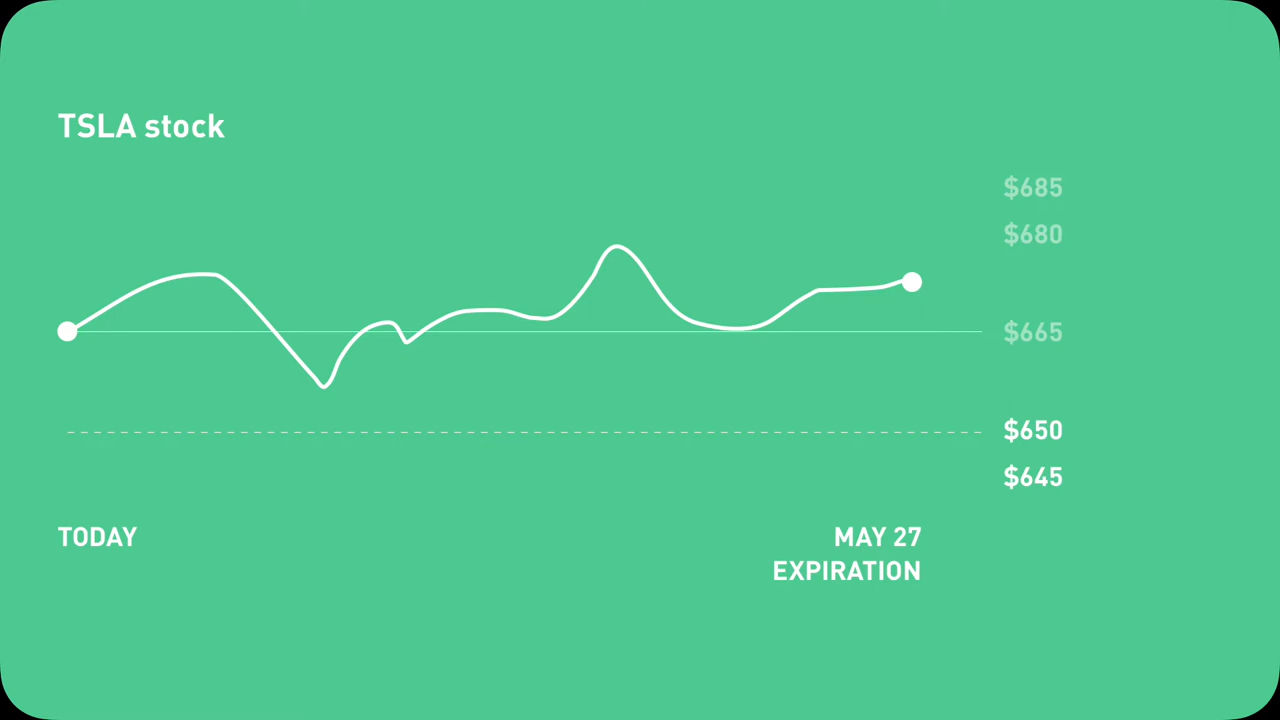 TSLA stock
$685
$680
$665
$650
$645
TODAY
MAY 27
EXPIRATION